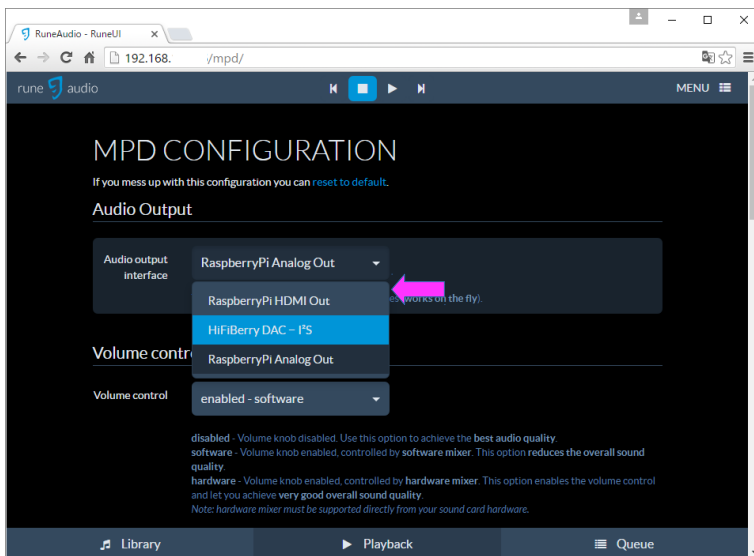 RuneAudio - RuneUI
192.168. /mpd/
rune audio
MENU
MPD CONFIGURATION
If you mess up with this configuration you can reset to default.
Audio Output
Audio output
interface
RaspberryPi Analog Out
RaspberryPi HDMI Out
works on the fly).
HiFiBerry DAC – I²S
RaspberryPi Analog Out
Volume contr
Volume control
enabled - software
disabled - Volume knob disabled. Use this option to achieve the best audio quality.
software - Volume knob enabled, controlled by software mixer. This option reduces the overall sound
quality.
hardware - Volume knob enabled, controlled by hardware mixer. This option enables the volume control
and let you achieve very good overall sound quality.
Note: hardware mixer must be supported directly from your sound card hardware.
Library
Playback
Queue